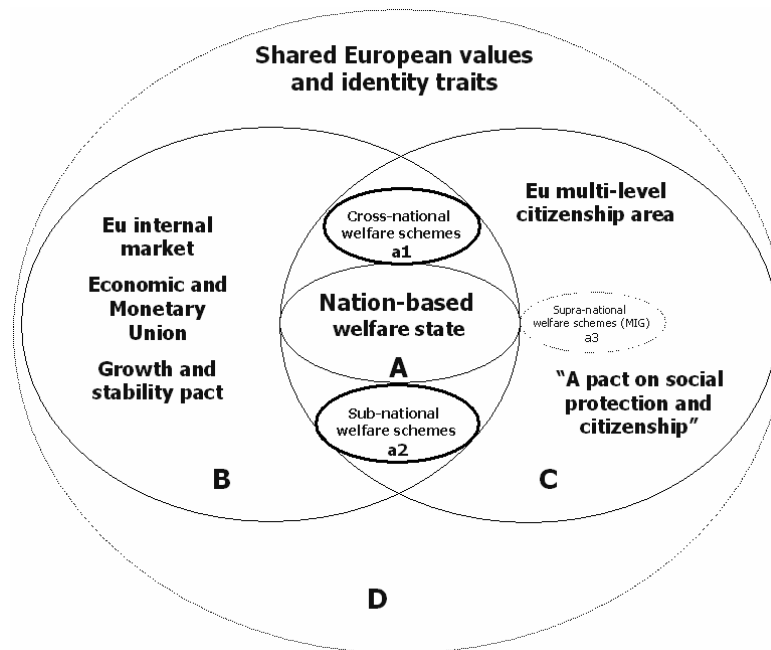 Shared European values
and identity traits
Eu internal
market
Economic and
Monetary
Union
Growth and
stability pact
B
Cross-national
welfare schemes
a1
Nation-based
welfare state
A
Sub-national
welfare schemes
a2
Eu multi-level
citizenship area
Supra-national
welfare schemes (MIG)
a3
“A pact on social
protection and
citizenship”
C
D